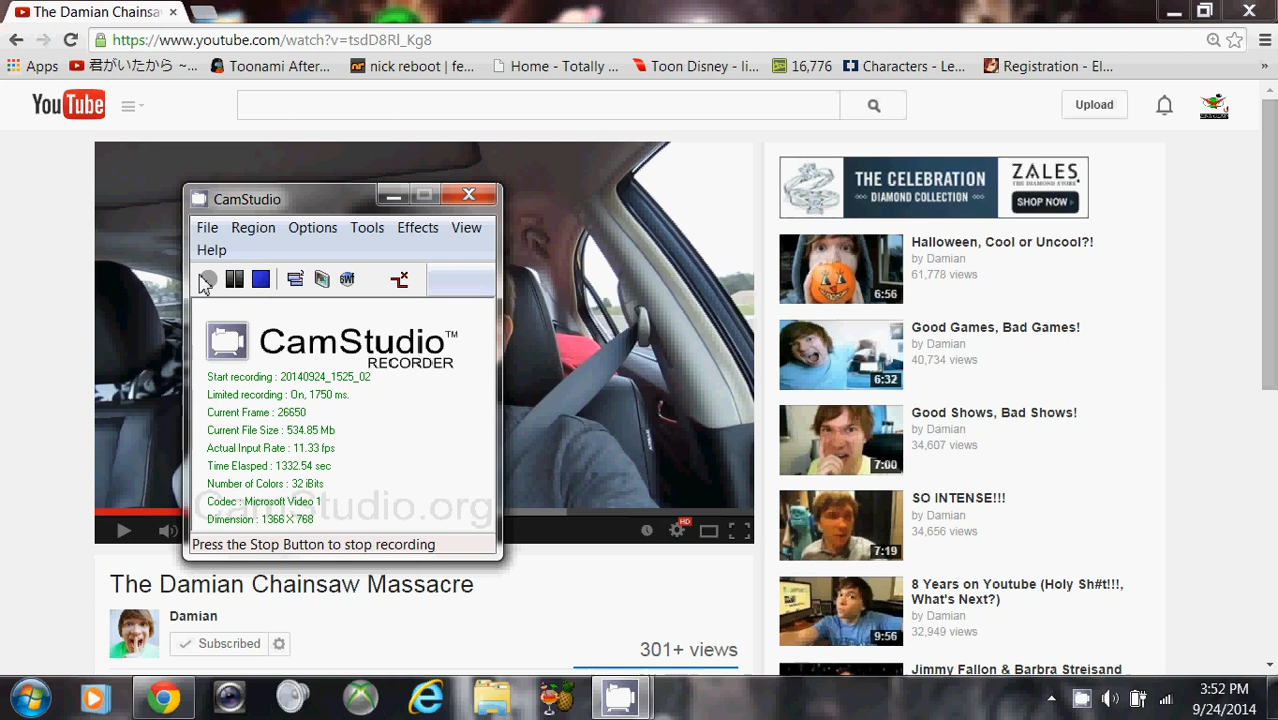 The Damian Chainsa
https://www.youtube.com/watch?v=tsdD8Rl_Kg8
Apps
君がいたから ~...
Toonami After...
nick reboot | fe...
Home - Totally ...
Toon Disney - li...
16,776
Characters - Le...
Registration - El...
»
YouTube
Upload
CamStudio
File Region Options Tools Effects View
Help
CamStudio™
RECORDER
Start recording : 20140924_1525_02
Limited recording : On, 1750 ms.
Current Frame : 26650
Current File Size : 534.85 Mb
Actual Input Rate : 11.33 fps
Time Elasped : 1332.54 sec
Number of Colors : 32 iBits
Codec : Microsoft Video 1
Dimension : 1366 X 768
CamStudio.org
Press the Stop Button to stop recording
HD
The Damian Chainsaw Massacre
Damian
Subscribed
301+ views
THE CELEBRATION
DIAMOND COLLECTION
ZALES
THE DIAMOND STORE
SHOP NOW
Halloween, Cool or Uncool?!
by Damian
61,778 views
6:56
Good Games, Bad Games!
by Damian
40,734 views
6:32
Good Shows, Bad Shows!
by Damian
34,607 views
7:00
SO INTENSE!!!
by Damian
34,656 views
7:19
8 Years on Youtube (Holy Sh#t!!!,
What's Next?)
by Damian
32,949 views
9:56
Jimmy Fallon & Barbra Streisand
3:52 PM
9/24/2014